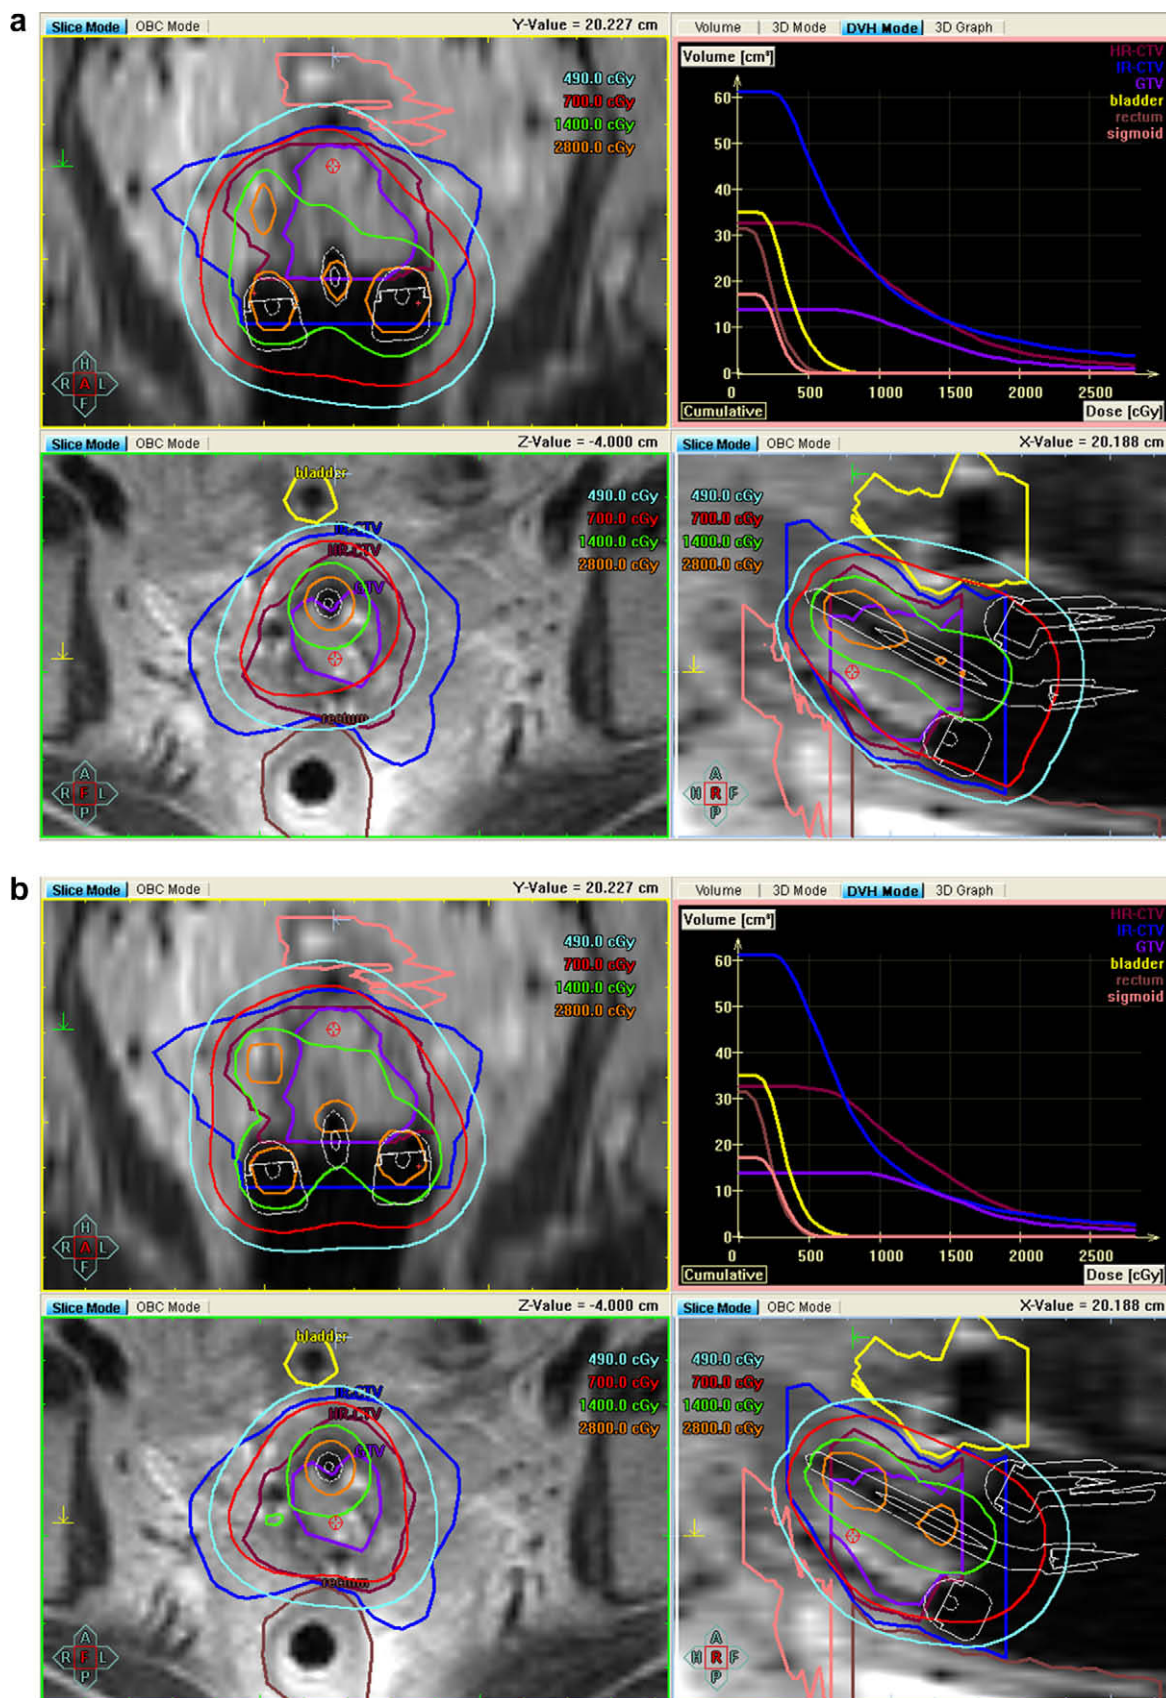 a
Slice Mode OBC Mode Y-Value = 20.227 cm
490.0 cGy
700.0 cGy
1400.0 cGy
2800.0 cGy
H
R A L
F
Volume 3D Mode DVH Mode 3D Graph
Volume [cm³]
HR-CTV
IR-CTV
GTV
bladder
rectum
sigmoid
60
50
40
30
20
10
0
0 500 1000 1500 2000 2500
Cumulative Dose [cGy]
Slice Mode OBC Mode Z-Value = -4.000 cm
bladder
490.0 cGy
700.0 cGy
1400.0 cGy
2800.0 cGy
IR-CTV
HR-CTV
GTV
rectum
A
R F L
P
Slice Mode OBC Mode X-Value = 20.188 cm
490.0 cGy
700.0 cGy
1400.0 cGy
2800.0 cGy
A
H R F
P
b
Slice Mode OBC Mode Y-Value = 20.227 cm
490.0 cGy
700.0 cGy
1400.0 cGy
2800.0 cGy
H
R A L
F
Volume 3D Mode DVH Mode 3D Graph
Volume [cm³]
HR-CTV
IR-CTV
GTV
bladder
rectum
sigmoid
60
50
40
30
20
10
0
0 500 1000 1500 2000 2500
Cumulative Dose [cGy]
Slice Mode OBC Mode Z-Value = -4.000 cm
bladder
490.0 cGy
700.0 cGy
1400.0 cGy
2800.0 cGy
IR-CTV
HR-CTV
GTV
rectum
A
R F L
P
Slice Mode OBC Mode X-Value = 20.188 cm
490.0 cGy
700.0 cGy
1400.0 cGy
2800.0 cGy
A
H R F
P